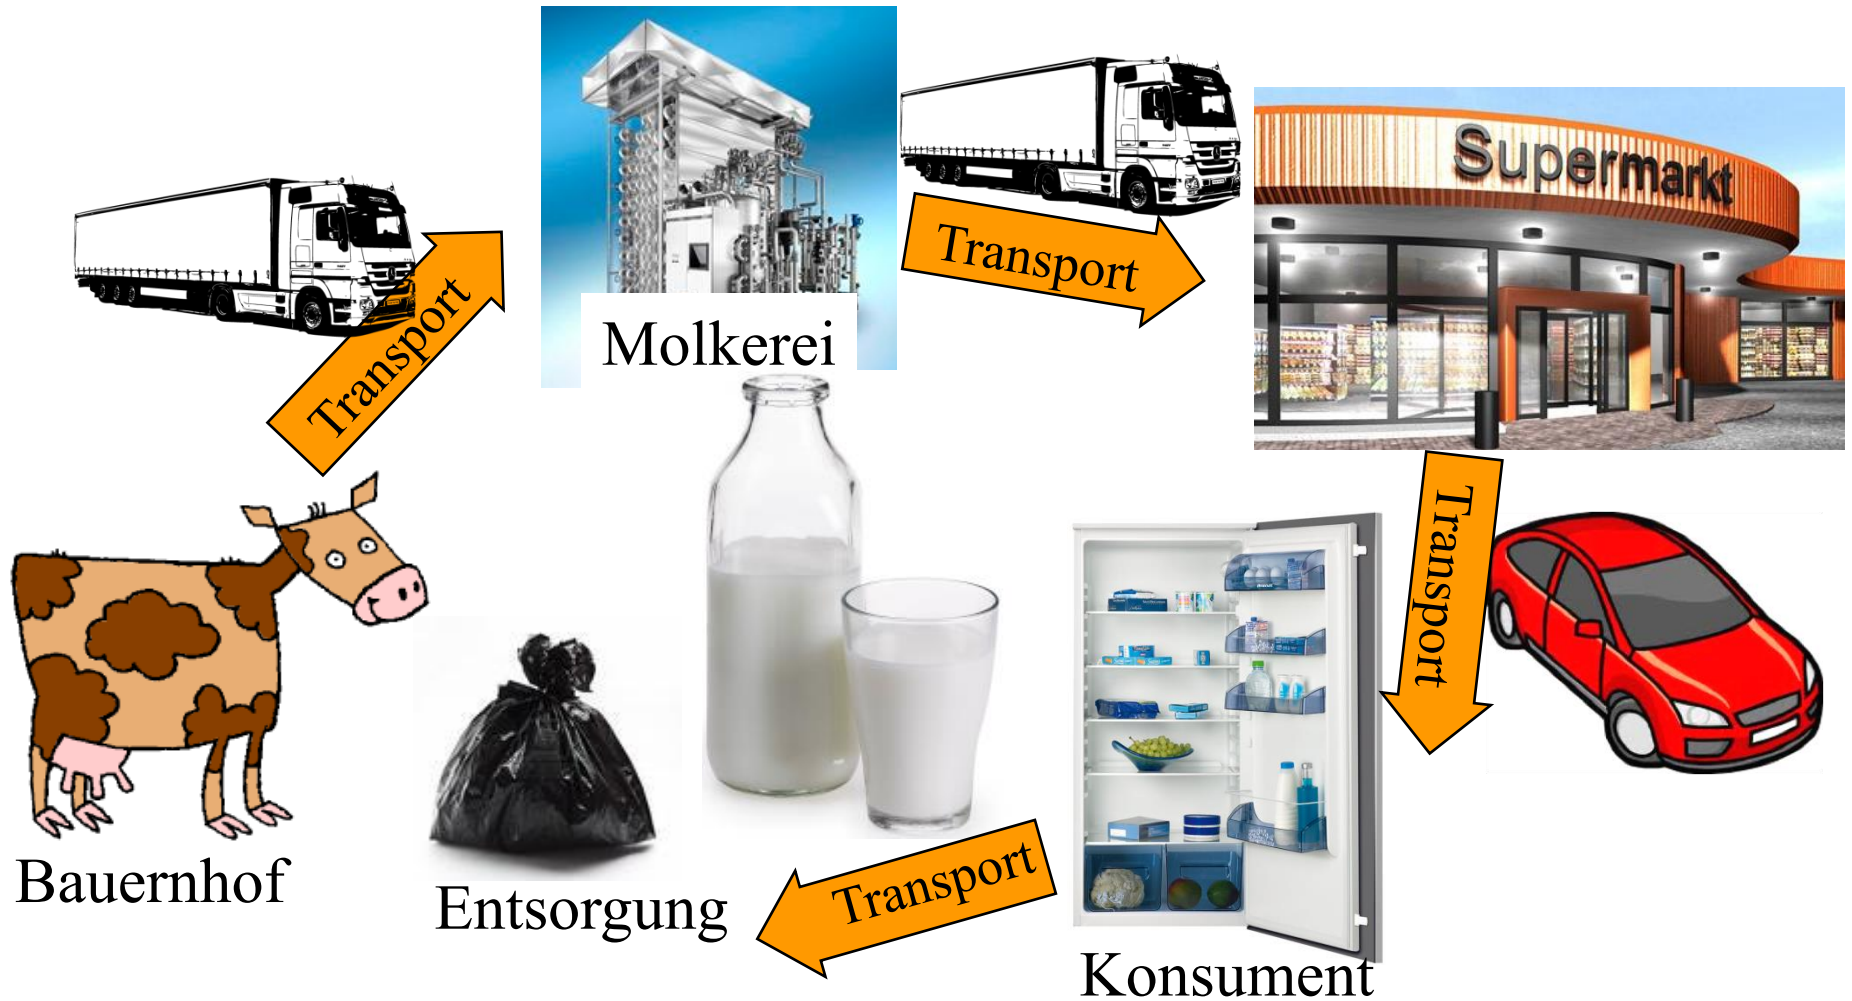 Transport
Molkerei
Transport
Supermarkt
Transport
Bauernhof
Entsorgung
Transport
Konsument